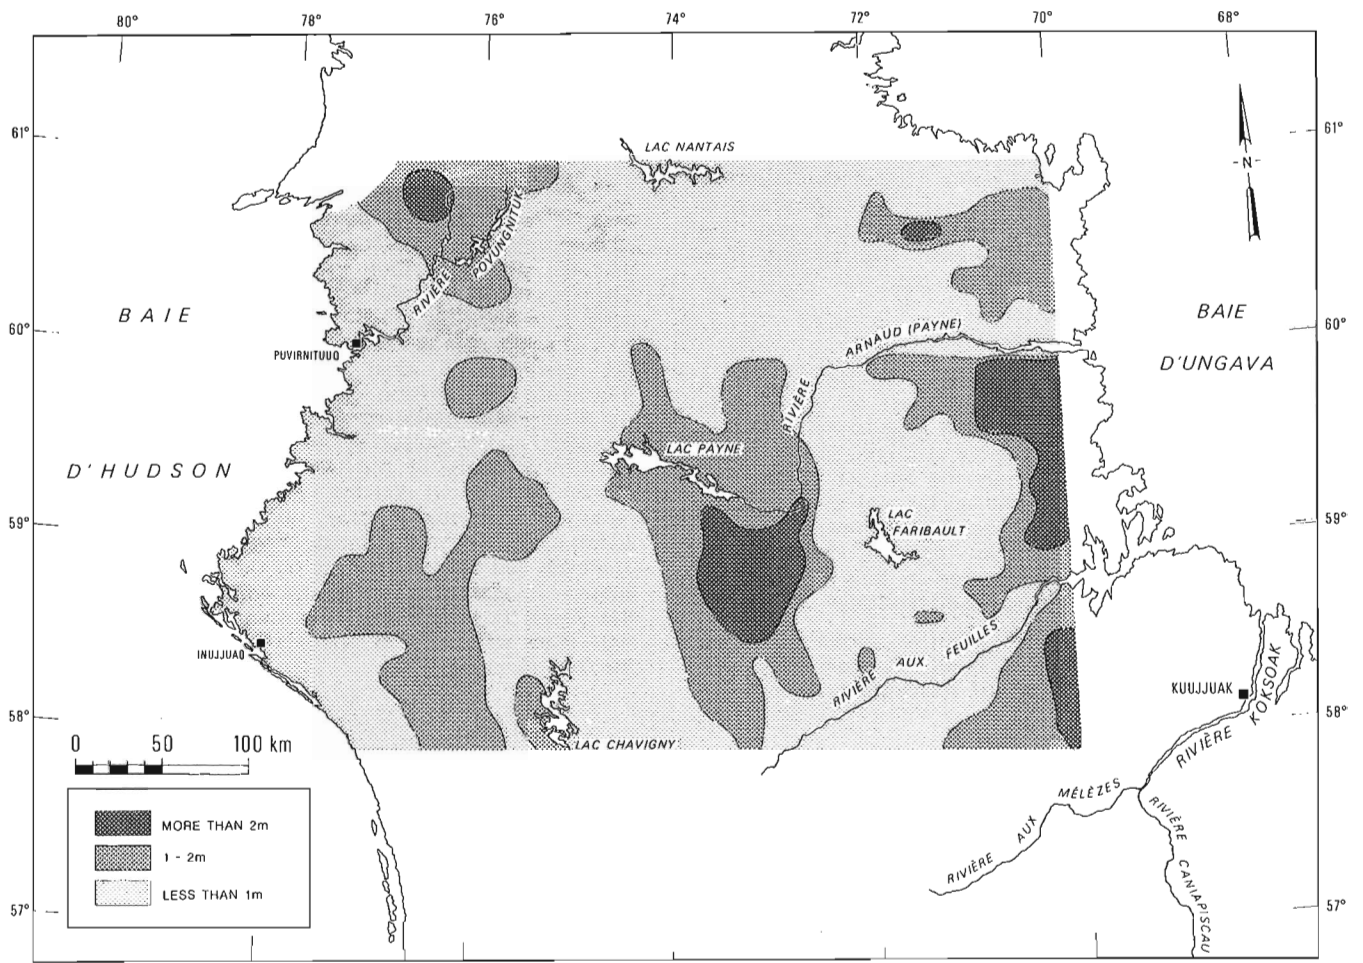 80°
78°
76°
74°
72°
70°
68°
61°
61°
LAC NANTAIS
RIVIÈRE
POVUNGNITUK
BAIE
BAIE
60°
60°
PUVIRNITUUQ
RIVIÈRE
ARNAUD (PAYNE)
D'UNGAVA
D'HUDSON
LAC PAYNE
59°
59°
LAC
FARIBAULT
INUJJUAQ
RIVIÈRE
AUX
FEUILLES
KUUJJUAK
KOKSOAK
RIVIÈRE
58°
58°
LAC CHAVIGNY
0
50
100 km
MORE THAN 2m
1 - 2m
LESS THAN 1m
RIVIÈRE
AUX
MÉLÈZES
RIVIÈRE
CANIAPISCAU
57°
57°
N